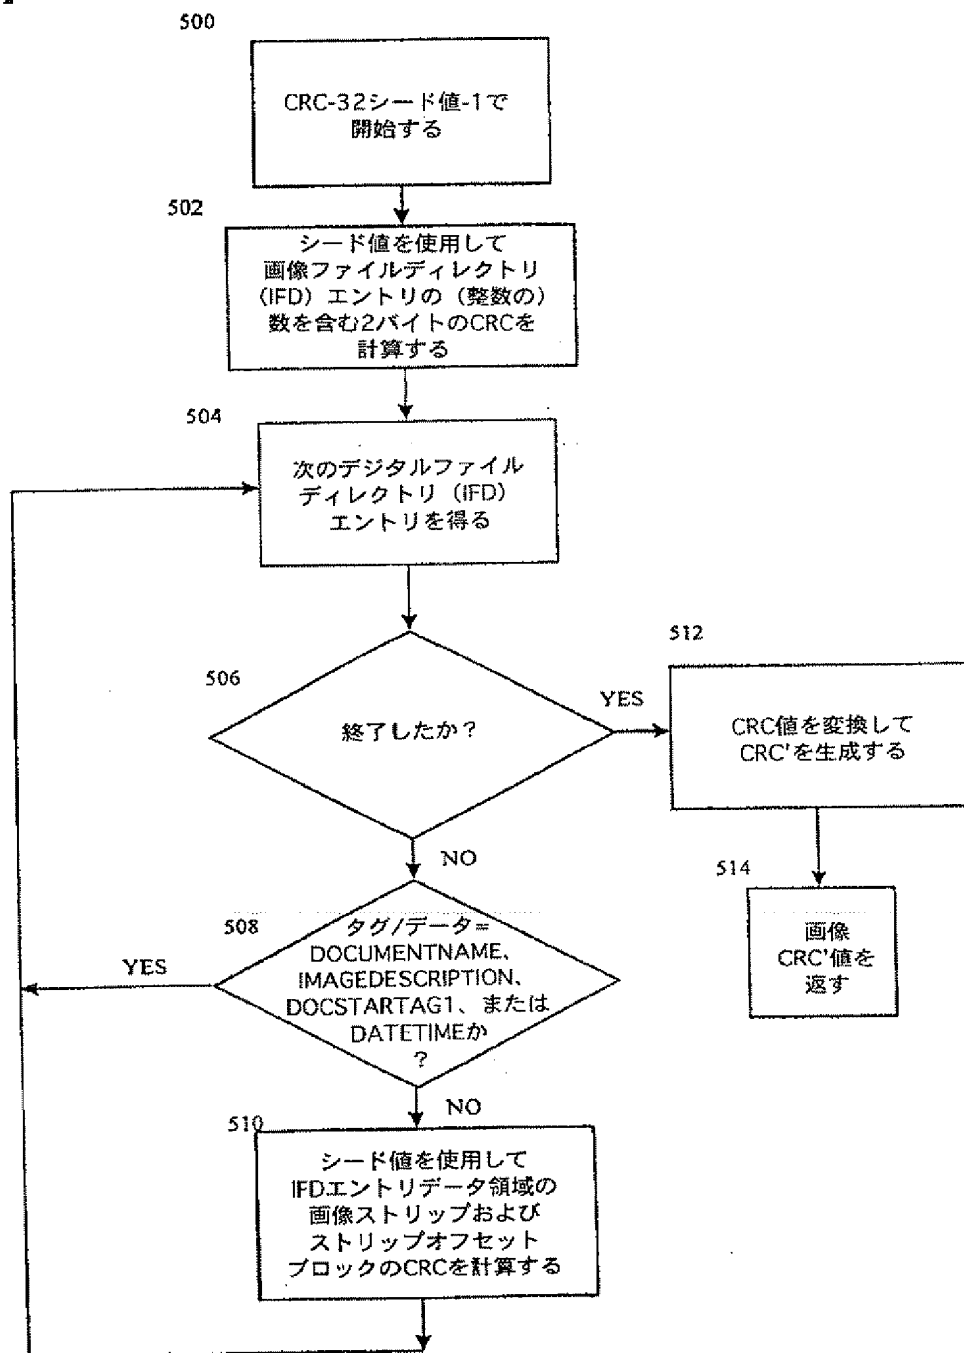 500
CRC-32シード値-1で
開始する
502
シード値を使用して
画像ファイルディレクトリ
(IFD) エントリの（整数の）
数を含む2バイトのCRCを
計算する
504
次のデジタルファイル
ディレクトリ（IFD）
エントリを得る
506
終了したか？
YES
512
CRC値を変換して
CRC'を生成する
NO
514
画像
CRC'値を
返す
508
タグ/データ=
DOCUMENTNAME、
IMAGEDESCRIPTION、
DOCSTARTAG1、または
DATETIMEか
？
YES
NO
510
シード値を使用して
IFDエントリデータ領域の
画像ストリップおよび
ストリップオフセット
ブロックのCRCを計算する